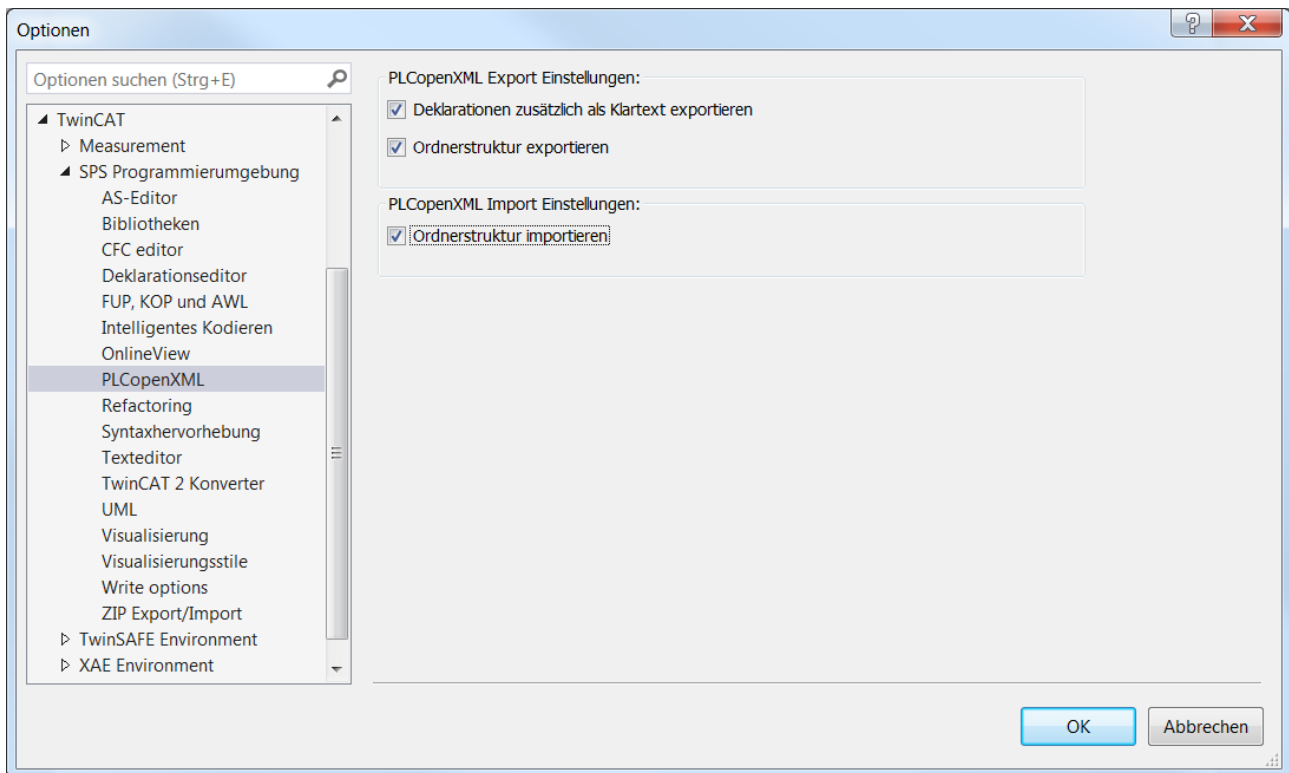 Optionen
Optionen suchen (Strg+E)
TwinCAT
Measurement
SPS Programmierumgebung
AS-Editor
Bibliotheken
CFC editor
Deklarationseditor
FUP, KOP und AWL
Intelligentes Kodieren
OnlineView
PLCopenXML
Refactoring
Syntaxhervorhebung
Texteditor
TwinCAT 2 Konverter
UML
Visualisierung
Visualisierungsstile
Write options
ZIP Export/Import
TwinSAFE Environment
XAE Environment
PLCopenXML Export Einstellungen:
Deklarationen zusätzlich als Klartext exportieren
Ordnerstruktur exportieren
PLCopenXML Import Einstellungen:
Ordnerstruktur importieren
OK
Abbrechen